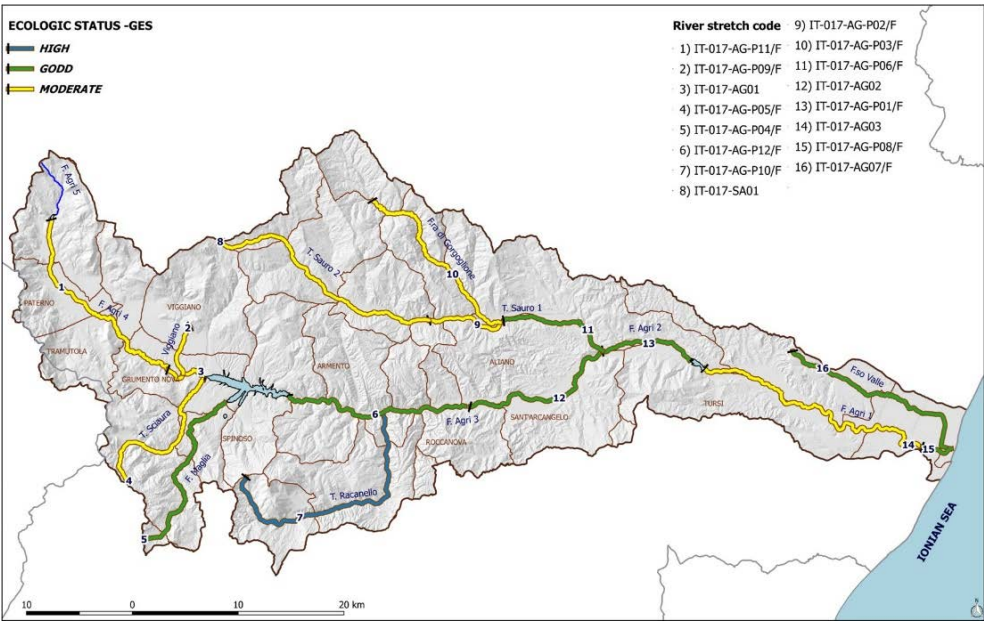 ECOLOGIC STATUS -GES
HIGH
GODD
MODERATE
River stretch code
1) IT-017-AG-P11/F
2) IT-017-AG-P09/F
3) IT-017-AG01
4) IT-017-AG-P05/F
5) IT-017-AG-P04/F
6) IT-017-AG-P12/F
7) IT-017-AG-P10/F
8) IT-017-SA01
9) IT-017-AG-P02/F
10) IT-017-AG-P03/F
11) IT-017-AG-P06/F
12) IT-017-AG02
13) IT-017-AG-P01/F
14) IT-017-AG03
15) IT-017-AG-P08/F
16) IT-017-AG07/F
F. Agri 5
8
T. Sauro 2
F.ra di Gorgoglione
10
1
PATERNO
F. Agri 4
VIGGIANO
2
Viggiano
T. Sauro 1
9
11
F. Agri 2
13
TRAMUTOLA
GRUMENTO NOVA
3
ARMENTO
ALIANO
16
F.so Valle
12
TURSI
F. Agri 1
6
F. Agri 3
SANT'ARCANGELO
T. Sciaura
SPINOSO
ROCCANOVA
14
15
4
F. Maglia
T. Racanello
7
5
IONIAN SEA
10
0
10
20 km
N